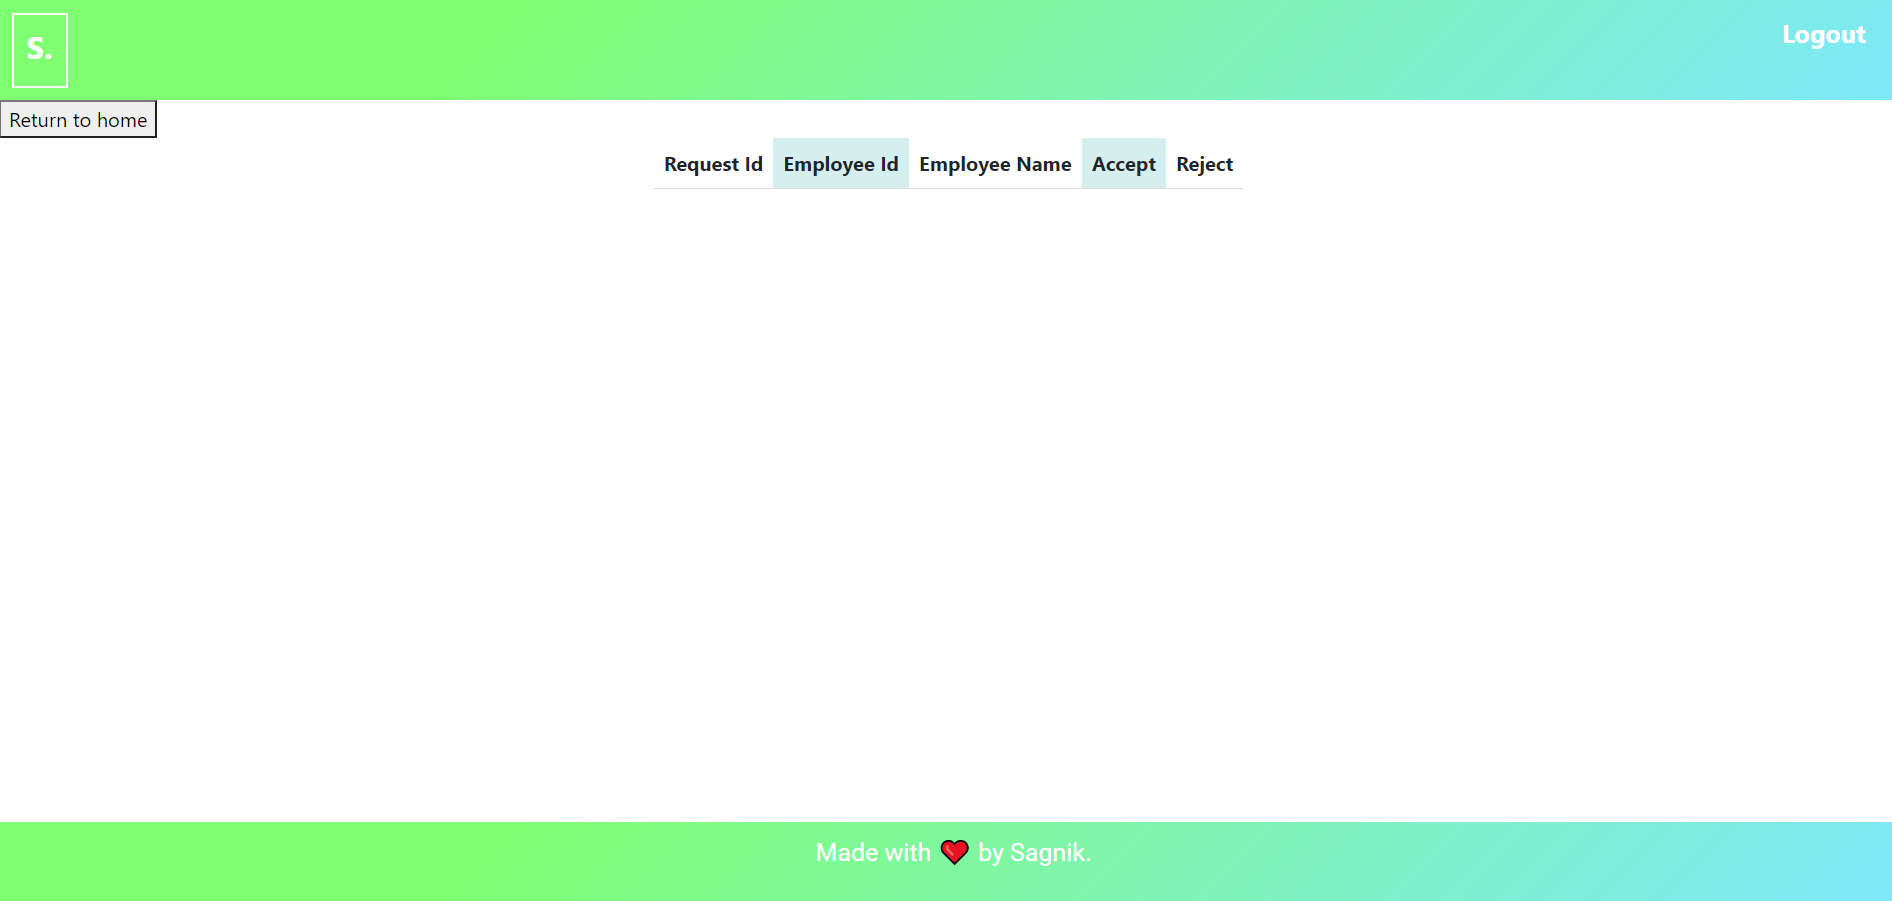 S.
Logout
Return to home
Request Id Employee Id Employee Name Accept Reject
Made with ❤️ by Sagnik.